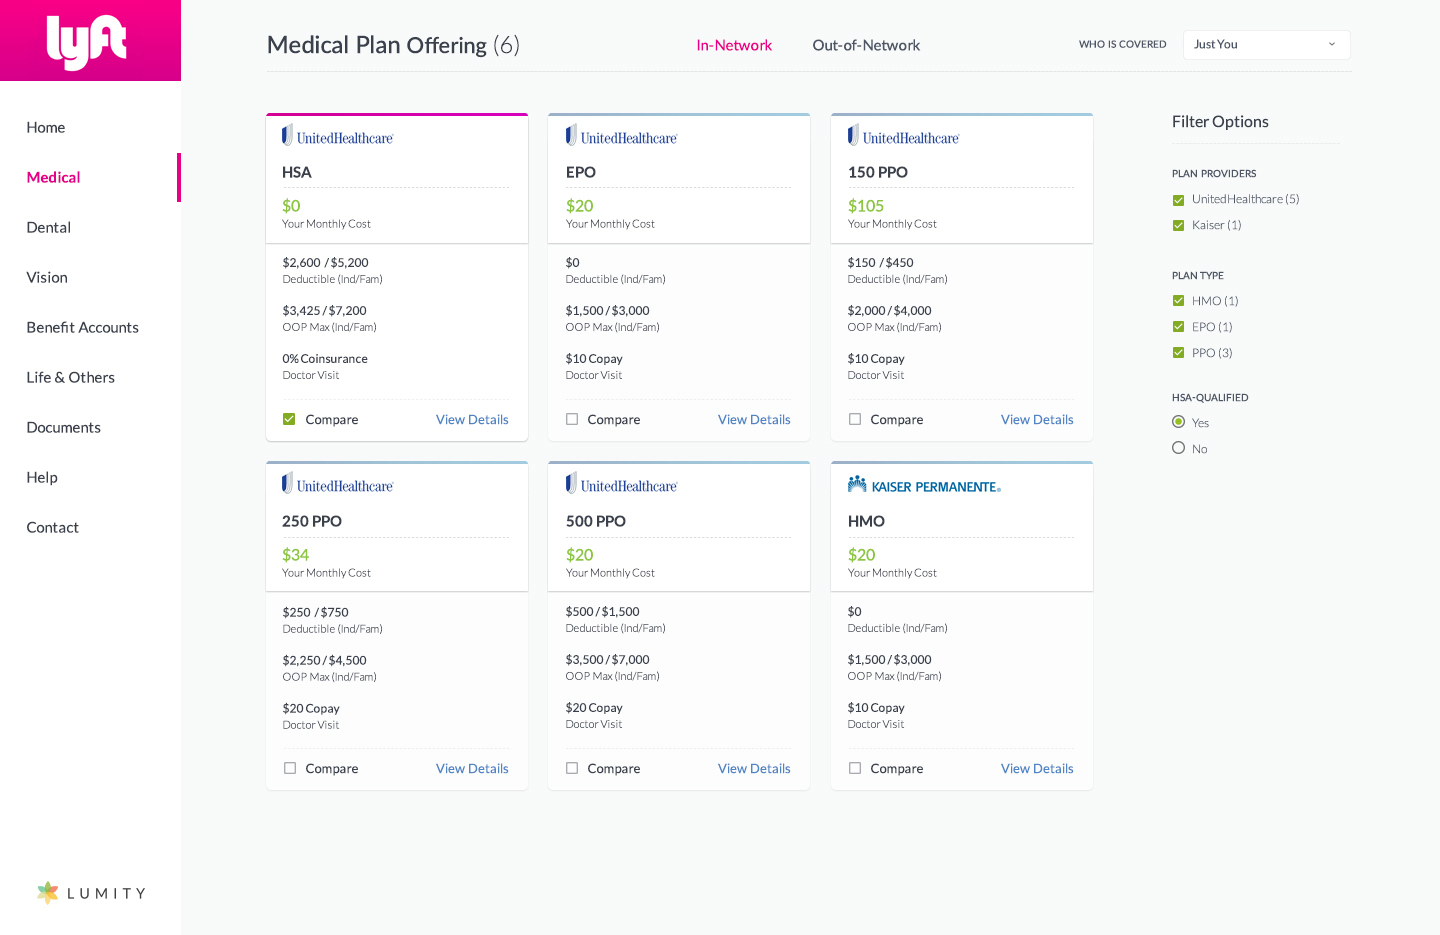 lyft
Home
Medical
Dental
Vision
Benefit Accounts
Life & Others
Documents
Help
Contact
LUMITY
Medical Plan Offering (6)
In-Network
Out-of-Network
WHO IS COVERED
Just You
UnitedHealthcare
HSA
$0
Your Monthly Cost
$2,600 / $5,200
Deductible (Ind/Fam)
$3,425 / $7,200
OOP Max (Ind/Fam)
0% Coinsurance
Doctor Visit
Compare
View Details
UnitedHealthcare
EPO
$20
Your Monthly Cost
$0
Deductible (Ind/Fam)
$1,500 / $3,000
OOP Max (Ind/Fam)
$10 Copay
Doctor Visit
Compare
View Details
UnitedHealthcare
150 PPO
$105
Your Monthly Cost
$150 / $450
Deductible (Ind/Fam)
$2,000 / $4,000
OOP Max (Ind/Fam)
$10 Copay
Doctor Visit
Compare
View Details
UnitedHealthcare
250 PPO
$34
Your Monthly Cost
$250 / $750
Deductible (Ind/Fam)
$2,250 / $4,500
OOP Max (Ind/Fam)
$20 Copay
Doctor Visit
Compare
View Details
UnitedHealthcare
500 PPO
$20
Your Monthly Cost
$500 / $1,500
Deductible (Ind/Fam)
$3,500 / $7,000
OOP Max (Ind/Fam)
$20 Copay
Doctor Visit
Compare
View Details
KAISER PERMANENTE®
HMO
$20
Your Monthly Cost
$0
Deductible (Ind/Fam)
$1,500 / $3,000
OOP Max (Ind/Fam)
$10 Copay
Doctor Visit
Compare
View Details
Filter Options
PLAN PROVIDERS
UnitedHealthcare (5)
Kaiser (1)
PLAN TYPE
HMO (1)
EPO (1)
PPO (3)
HSA-QUALIFIED
Yes
No